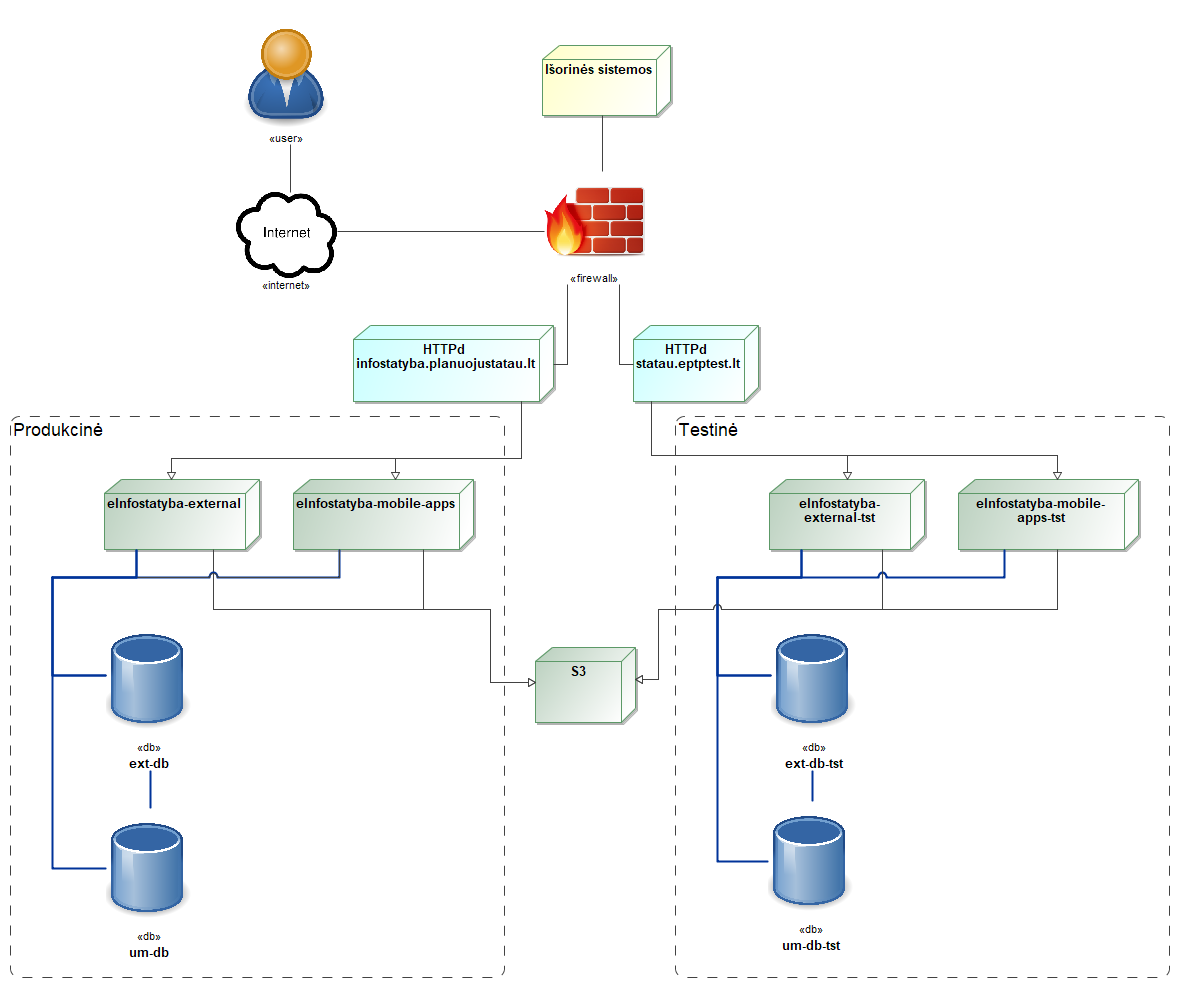 Išorinės sistemos
«user»
Internet
«internet»
«firewall»
HTTPd
infostatyba.planuojustatau.lt
HTTPd
statau.eptptest.lt
Produkcinė
eInfostatyba-external
eInfostatyba-mobile-apps
Testinė
eInfostatyba-
external-tst
eInfostatyba-mobile-
apps-tst
S3
«db»
ext-db
«db»
um-db
«db»
ext-db-tst
«db»
um-db-tst